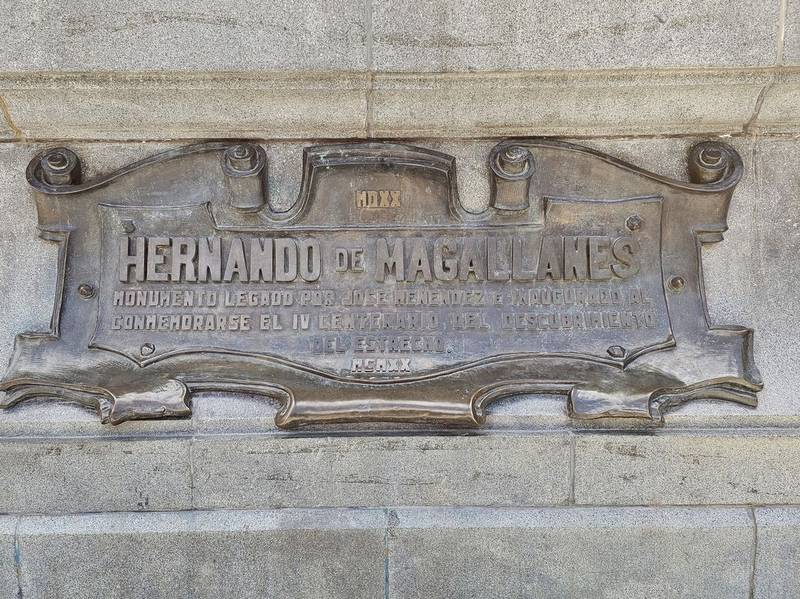 MDXX
HERNANDO DE MAGALLANES
MONUMENTO LEGADO POR JOSE MENENDEZ E INAUGURADO AL
CONMEMORARSE EL IV CENTENARIO DEL DESCUBRIMIENTO
DEL ESTRECHO.
MCMXX